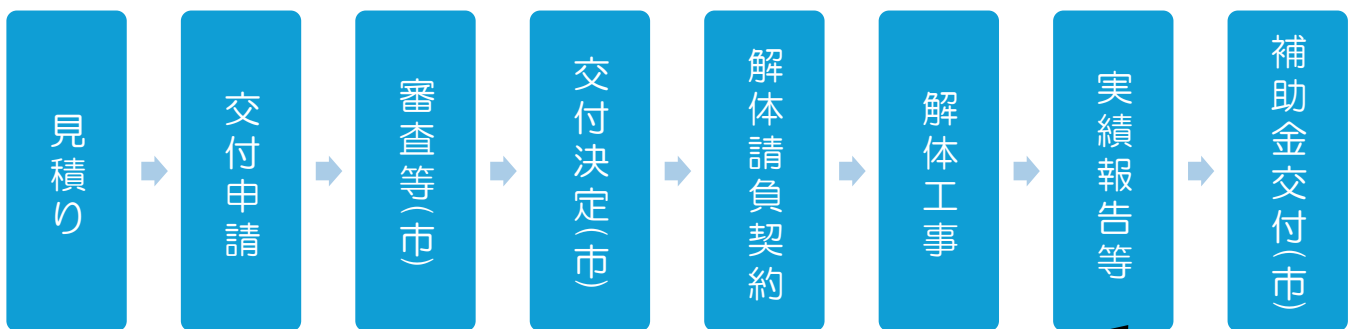 見積り
交付申請
審査等(市)
交付決定(市)
解体請負契約
解体工事
実績報告等
補助金交付(市)